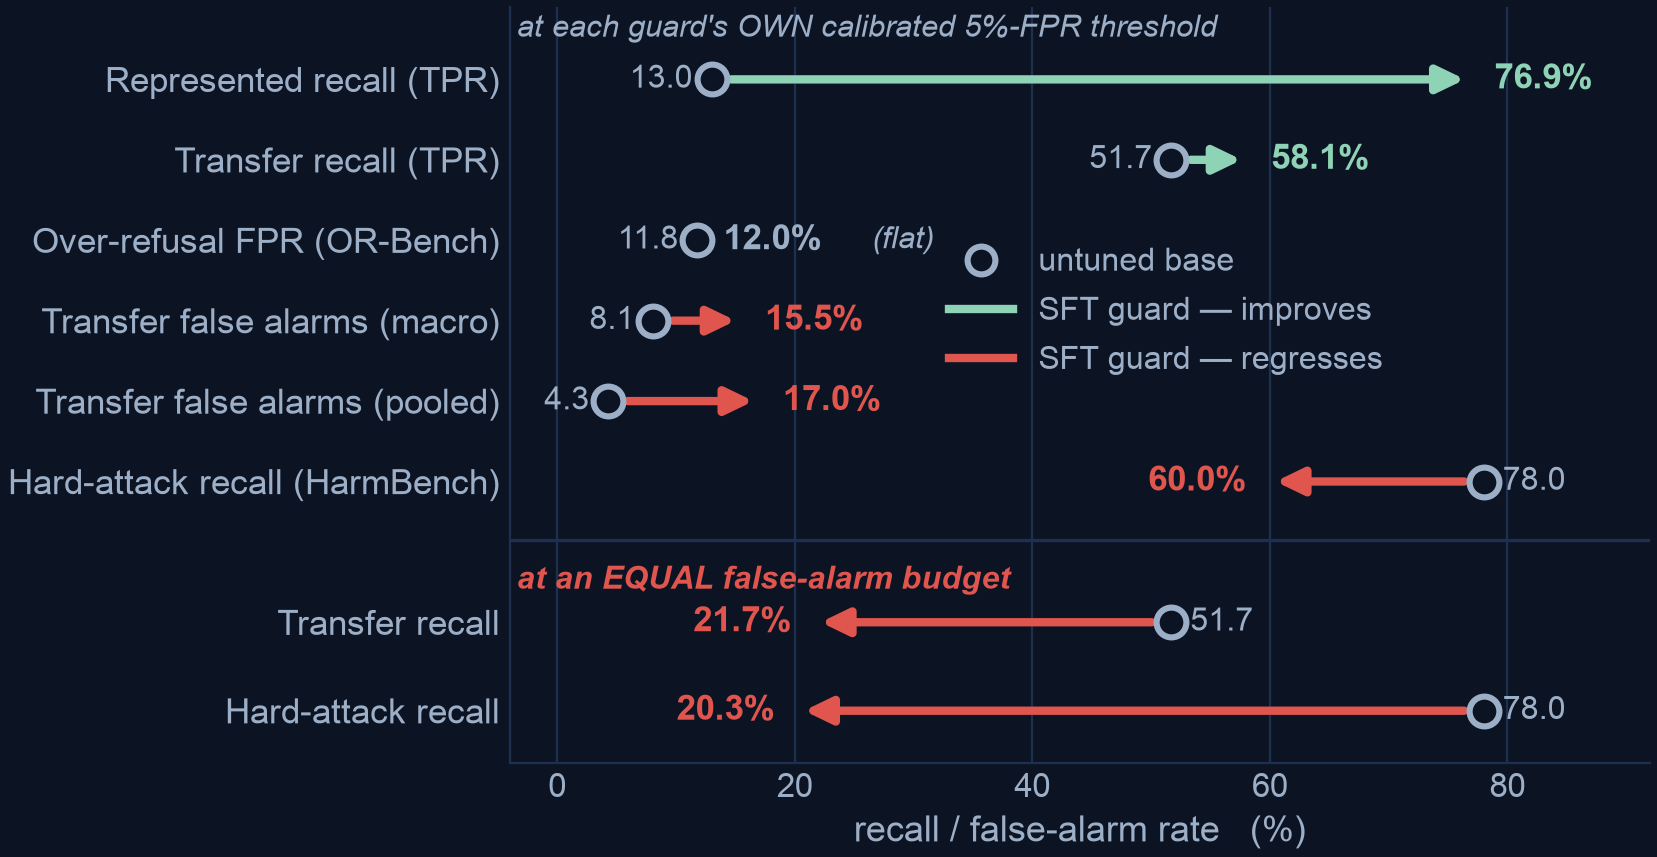 at each guard's OWN calibrated 5%-FPR threshold
Represented recall (TPR) 13.0 76.9%
Transfer recall (TPR) 51.7 58.1%
Over-refusal FPR (OR-Bench) 11.8 12.0% (flat)
untuned base
SFT guard — improves
Transfer false alarms (macro) 8.1 15.5%
SFT guard — regresses
Transfer false alarms (pooled) 4.3 17.0%
Hard-attack recall (HarmBench) 60.0% 78.0
at an EQUAL false-alarm budget
Transfer recall 21.7% 51.7
Hard-attack recall 20.3% 78.0
0 20 40 60 80
recall / false-alarm rate (%)